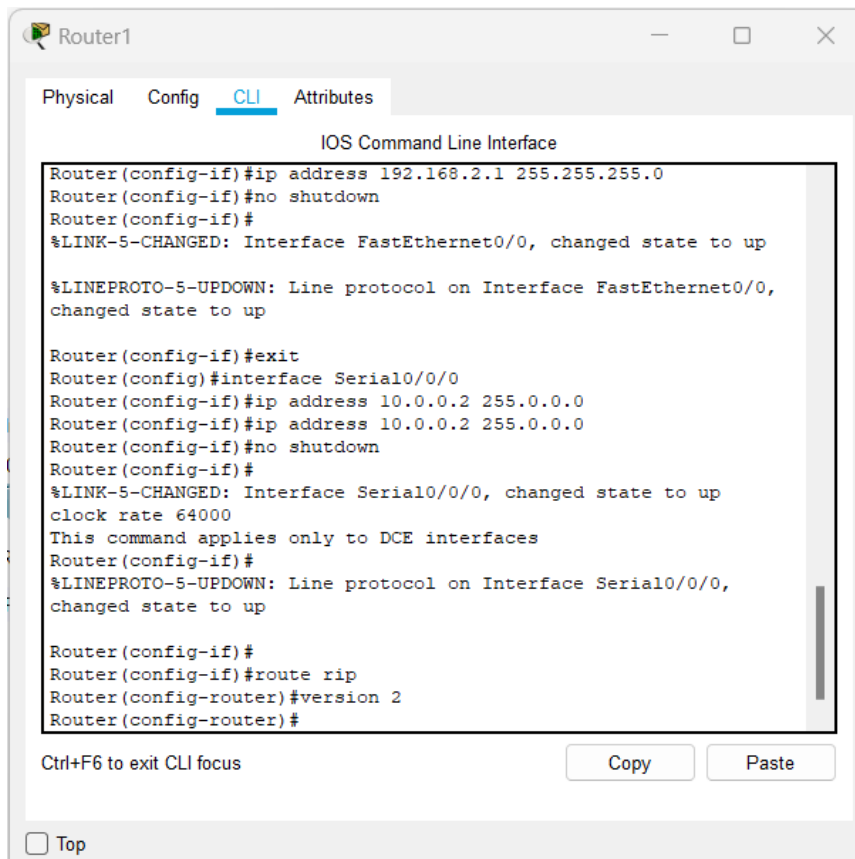 Router1
Physical Config CLI Attributes
IOS Command Line Interface
Router(config-if)#ip address 192.168.2.1 255.255.255.0
Router(config-if)#no shutdown
Router(config-if)#
%LINK-5-CHANGED: Interface FastEthernet0/0, changed state to up
%LINEPROTO-5-UPDOWN: Line protocol on Interface FastEthernet0/0,
changed state to up
Router(config-if)#exit
Router(config)#interface Serial0/0/0
Router(config-if)#ip address 10.0.0.2 255.0.0.0
Router(config-if)#ip address 10.0.0.2 255.0.0.0
Router(config-if)#no shutdown
Router(config-if)#
%LINK-5-CHANGED: Interface Serial0/0/0, changed state to up
clock rate 64000
This command applies only to DCE interfaces
Router(config-if)#
%LINEPROTO-5-UPDOWN: Line protocol on Interface Serial0/0/0,
changed state to up
Router(config-if)#
Router(config-if)#route rip
Router(config-router)#version 2
Router(config-router)#
Ctrl+F6 to exit CLI focus
Copy Paste
Top